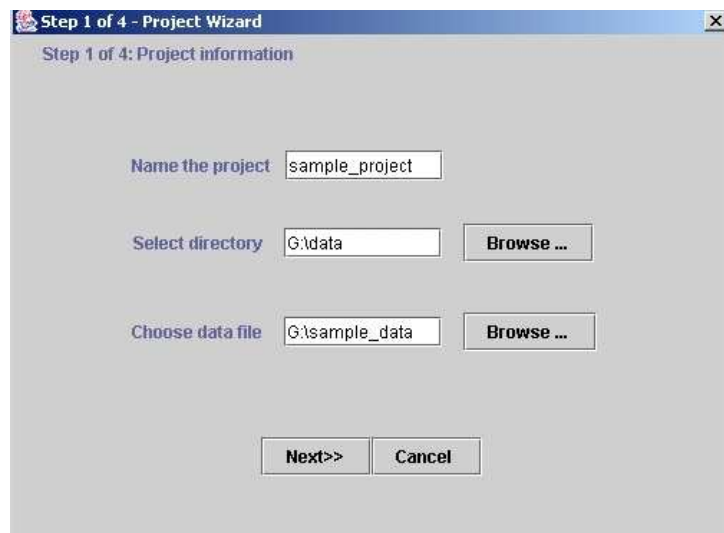 Step 1 of 4 - Project Wizard
Step 1 of 4: Project information
Name the project sample_project
Select directory G:\data Browse ...
Choose data file G:\sample_data Browse ...
Next>> Cancel